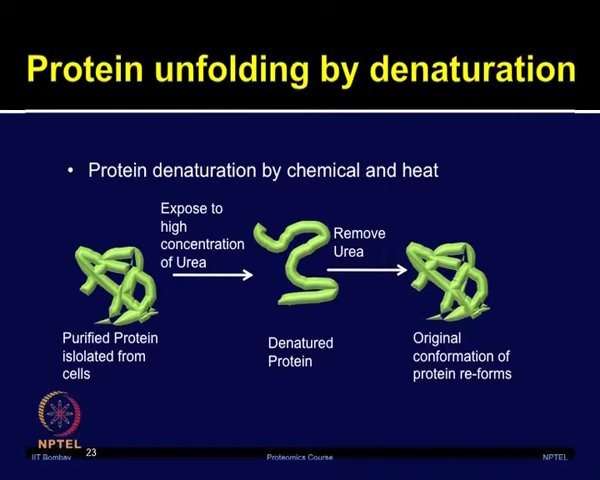 Protein unfolding by denaturation
• Protein denaturation by chemical and heat
Expose to
high
concentration
of Urea
Remove
Urea
Purified Protein
islolated from
cells
Denatured
Protein
Original
conformation of
protein re-forms
NPTEL
IIT Bombay
23
Proteomics Course
NPTEL